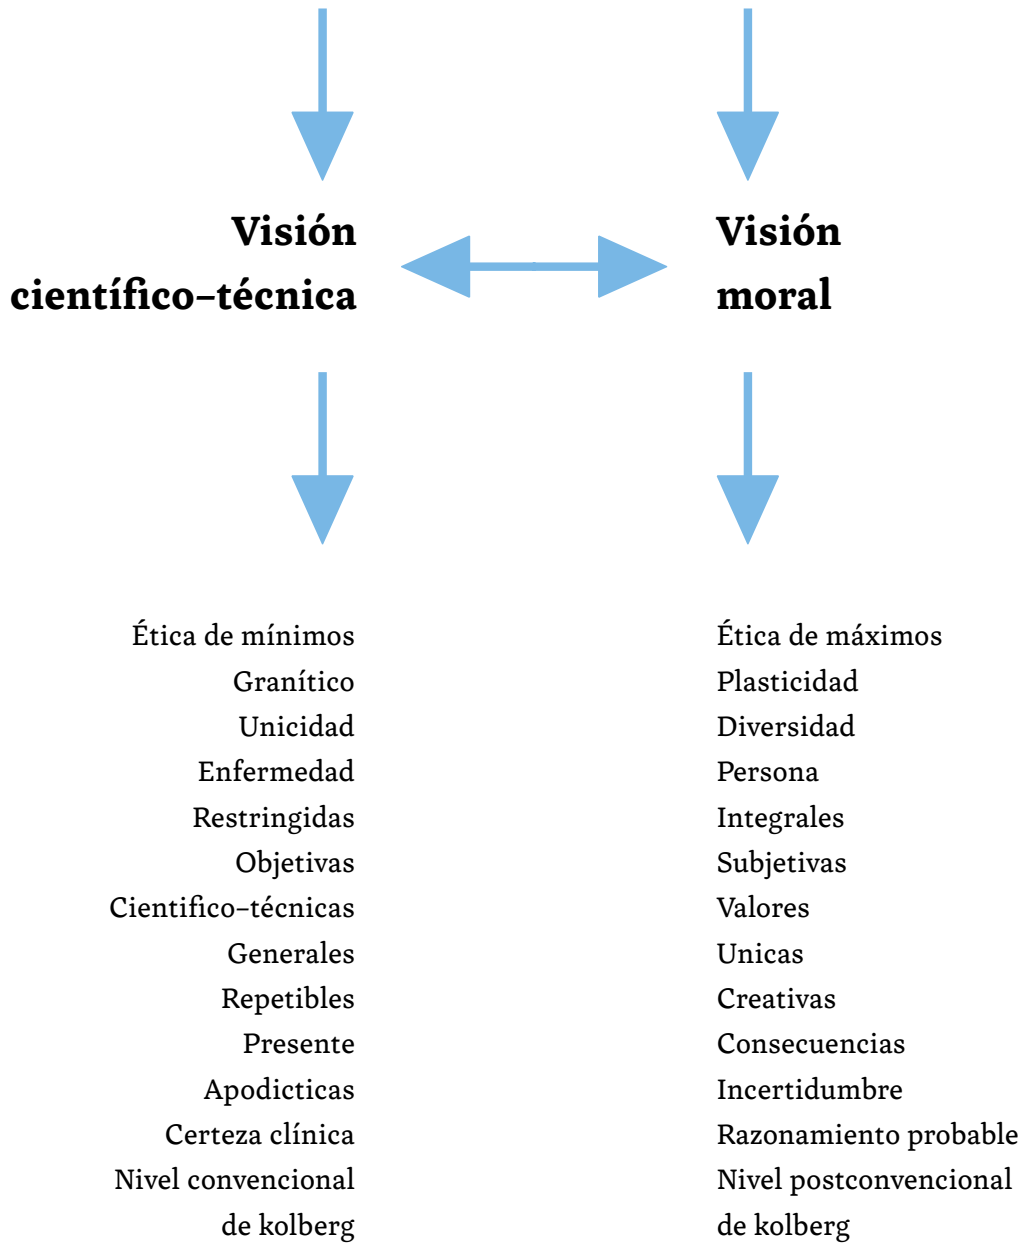 Visión
científico–técnica
Visión
moral
Ética de mínimos
Granítico
Unicidad
Enfermedad
Restringidas
Objetivas
Cientifico–técnicas
Generales
Repetibles
Presente
Apodicticas
Certeza clínica
Nivel convencional
de kolberg
Ética de máximos
Plasticidad
Diversidad
Persona
Integrales
Subjetivas
Valores
Unicas
Creativas
Consecuencias
Incertidumbre
Razonamiento probable
Nivel postconvencional
de kolberg